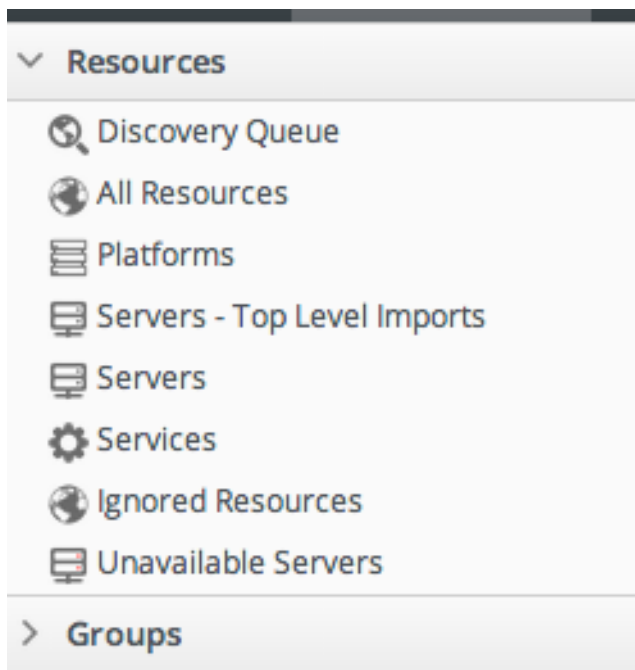 Resources
Discovery Queue
All Resources
Platforms
Servers - Top Level Imports
Servers
Services
Ignored Resources
Unavailable Servers
Groups